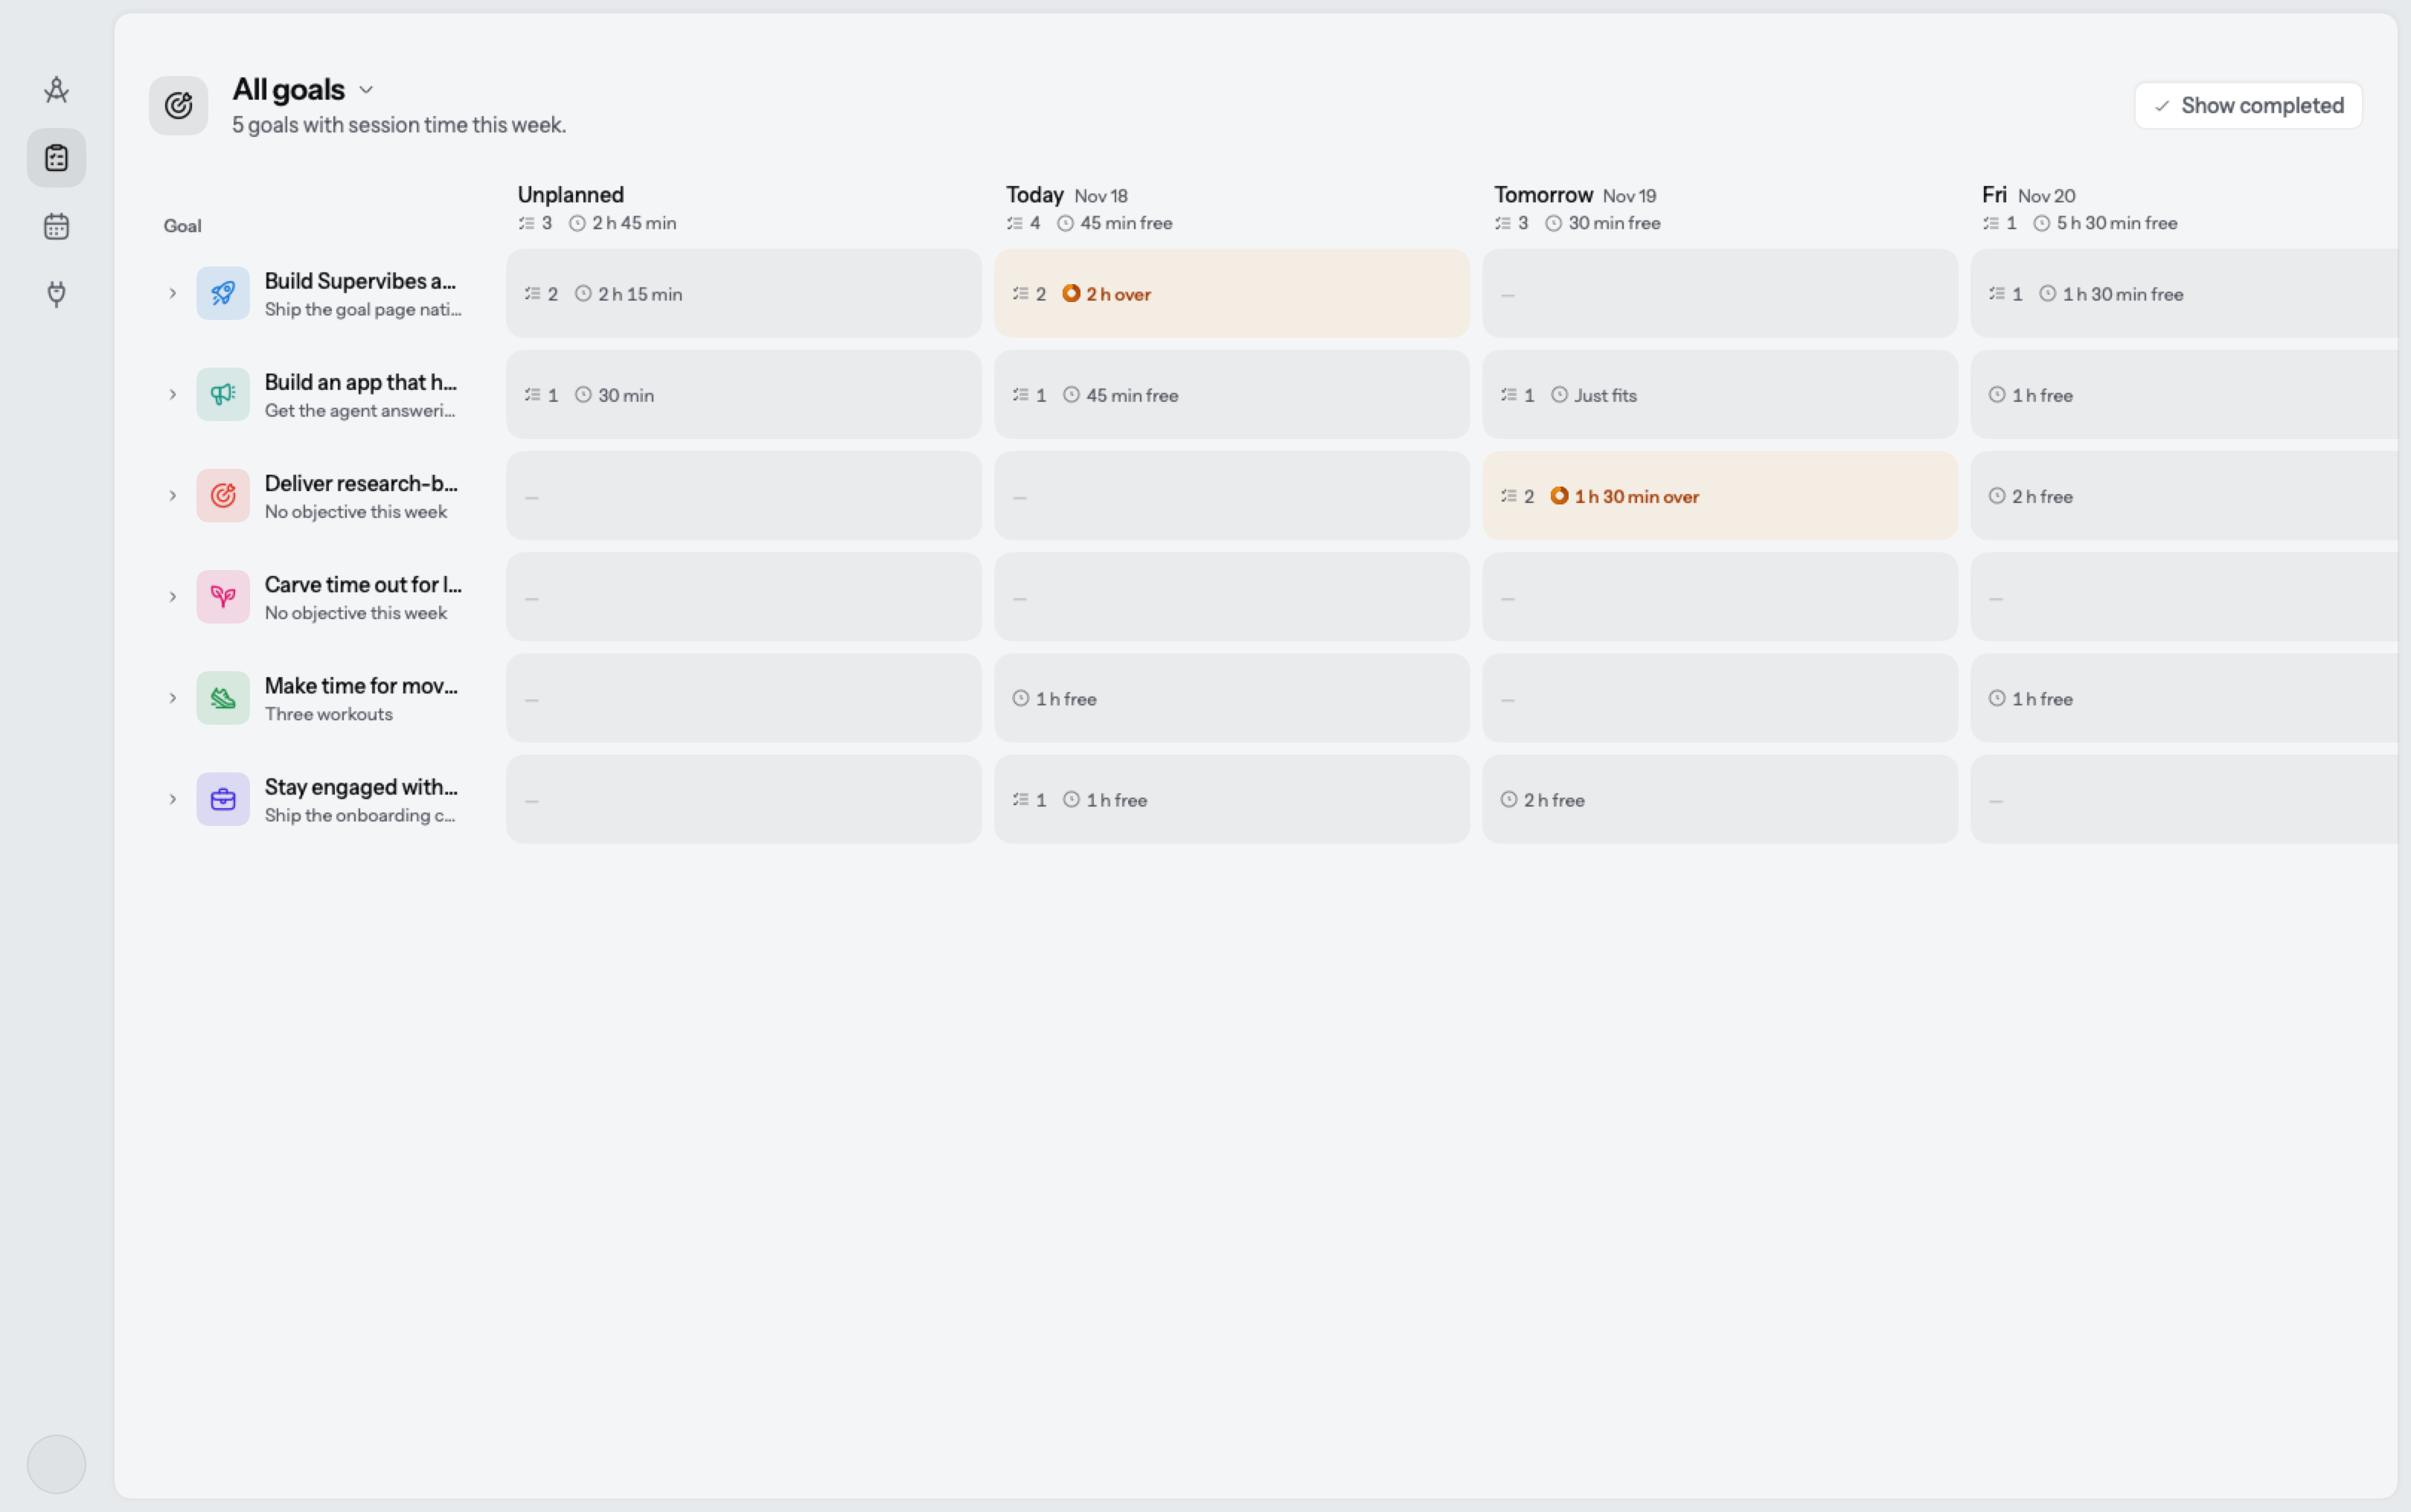 All goals
5 goals with session time this week.
Show completed
Goal
Unplanned
3 2 h 45 min
Today Nov 18
4 45 min free
Tomorrow Nov 19
3 30 min free
Fri Nov 20
1 5 h 30 min free
Build Supervibes a...
Ship the goal page nati...
2 2 h 15 min
2 2 h over
–
1 1 h 30 min free
Build an app that h...
Get the agent answeri...
1 30 min
1 45 min free
1 Just fits
1 h free
Deliver research-b...
No objective this week
–
–
2 1 h 30 min over
2 h free
Carve time out for l...
No objective this week
–
–
–
–
Make time for mov...
Three workouts
–
1 h free
–
1 h free
Stay engaged with...
Ship the onboarding c...
–
1 1 h free
2 h free
–